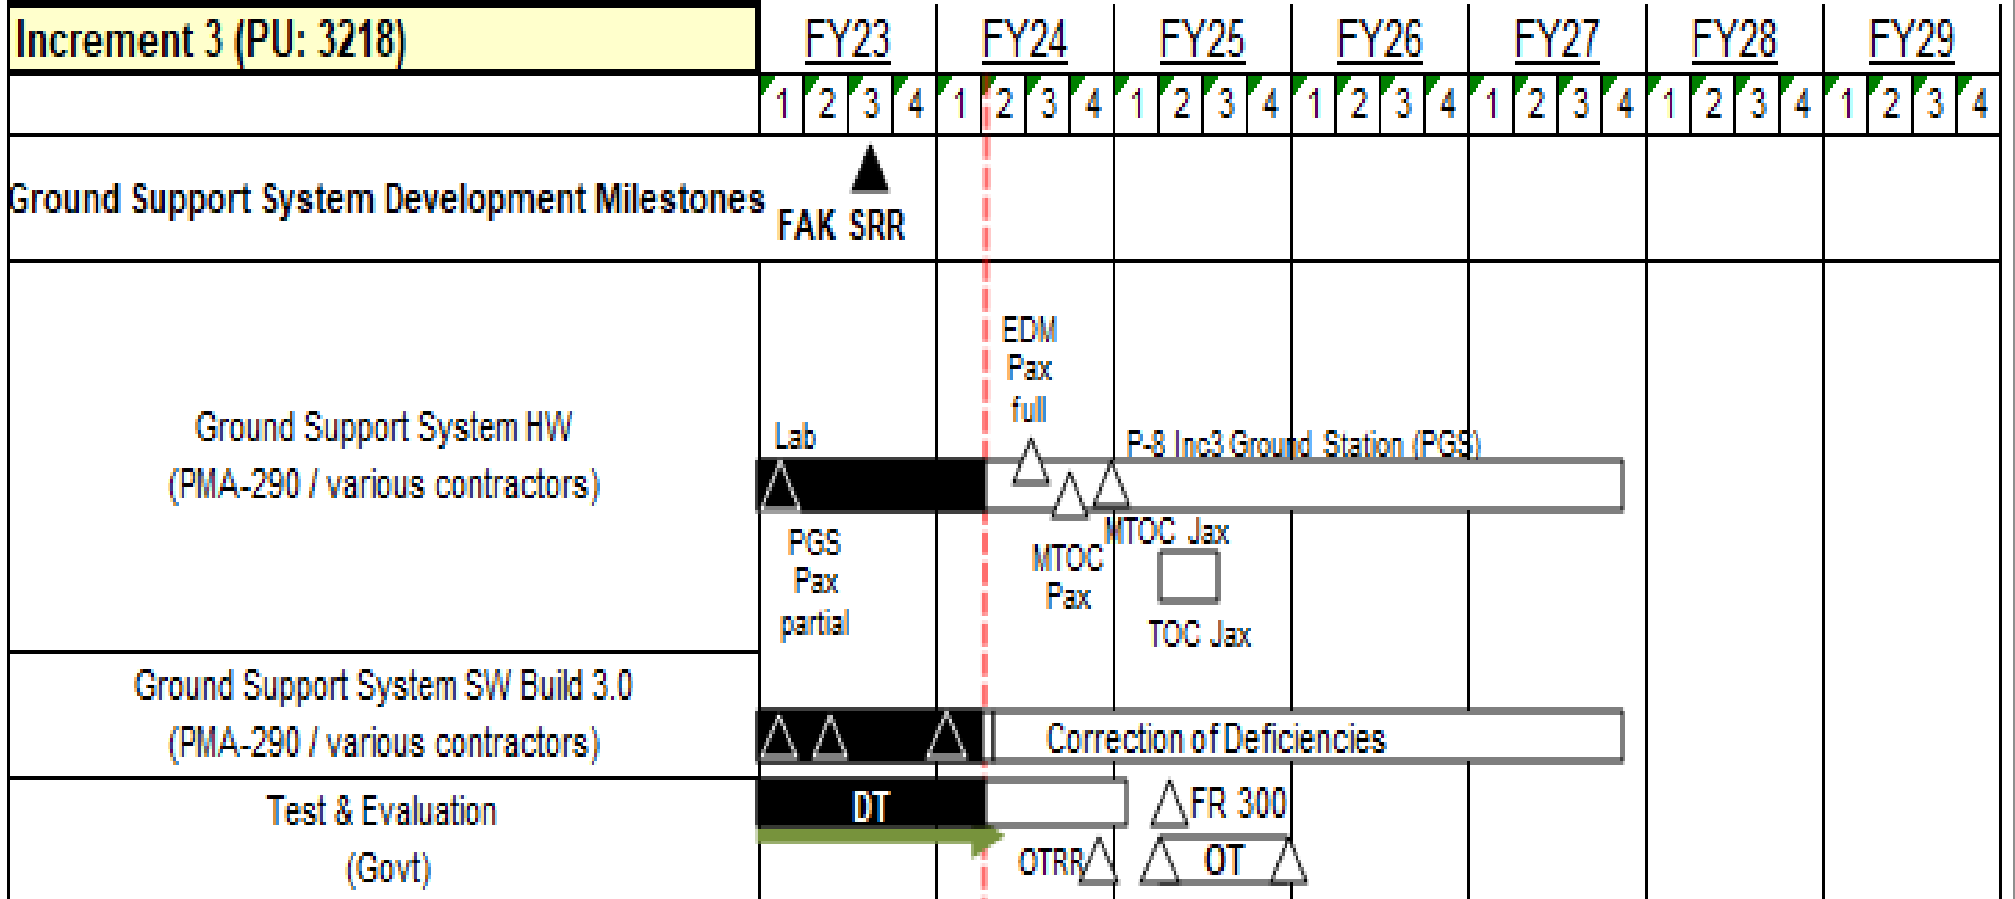 Increment 3 (PU: 3218) FY23 FY24 FY25 FY26 FY27 FY28 FY29
1 2 3 4 1 2 3 4 1 2 3 4 1 2 3 4 1 2 3 4 1 2 3 4 1 2 3 4
Ground Support System Development Milestones
FAK SRR
Ground Support System HW
(PMA-290 / various contractors)
Lab
EDM
Pax
full
P-8 Inc3 Ground Station (PGS)
PGS
Pax
partial
MTOC
Pax
MTOC Jax
TOC Jax
Ground Support System SW Build 3.0
(PMA-290 / various contractors)
Correction of Deficiencies
Test & Evaluation
(Govt)
DT
FR 300
OTRR
OT